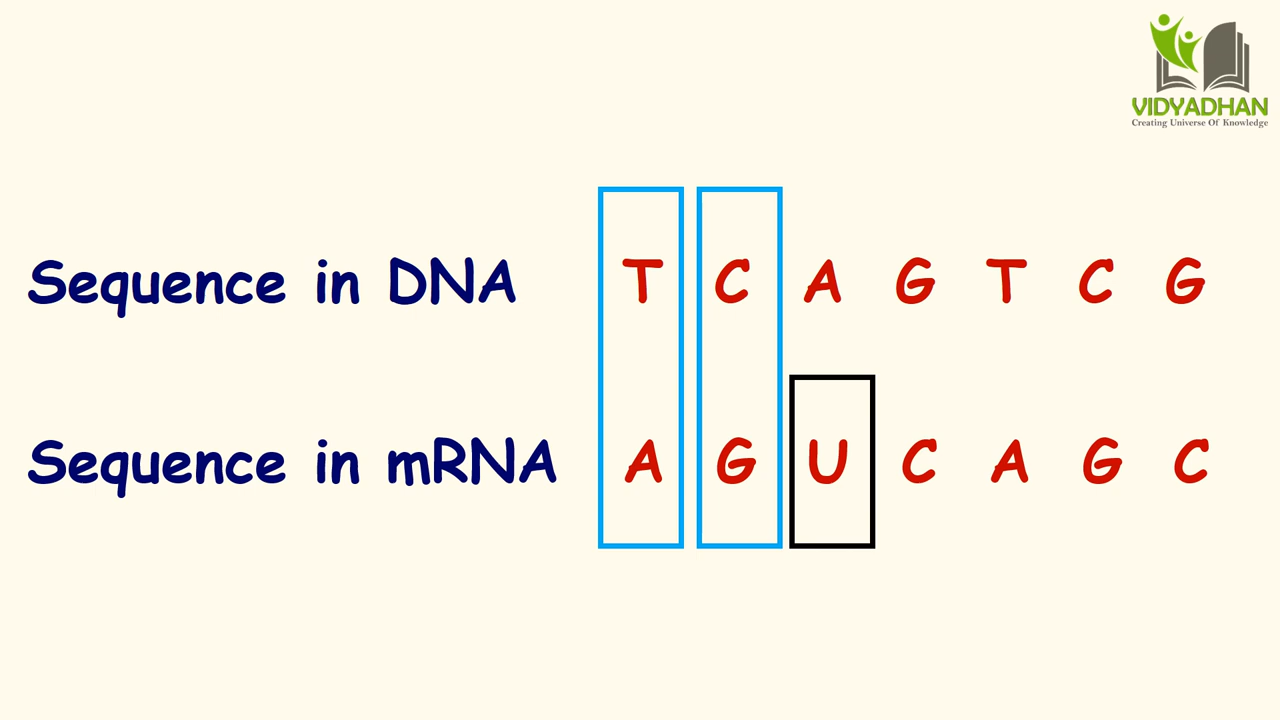 VIDYADHAN
Creating Universe Of Knowledge
Sequence in DNA T C A G T C G
Sequence in mRNA A G U C A G C